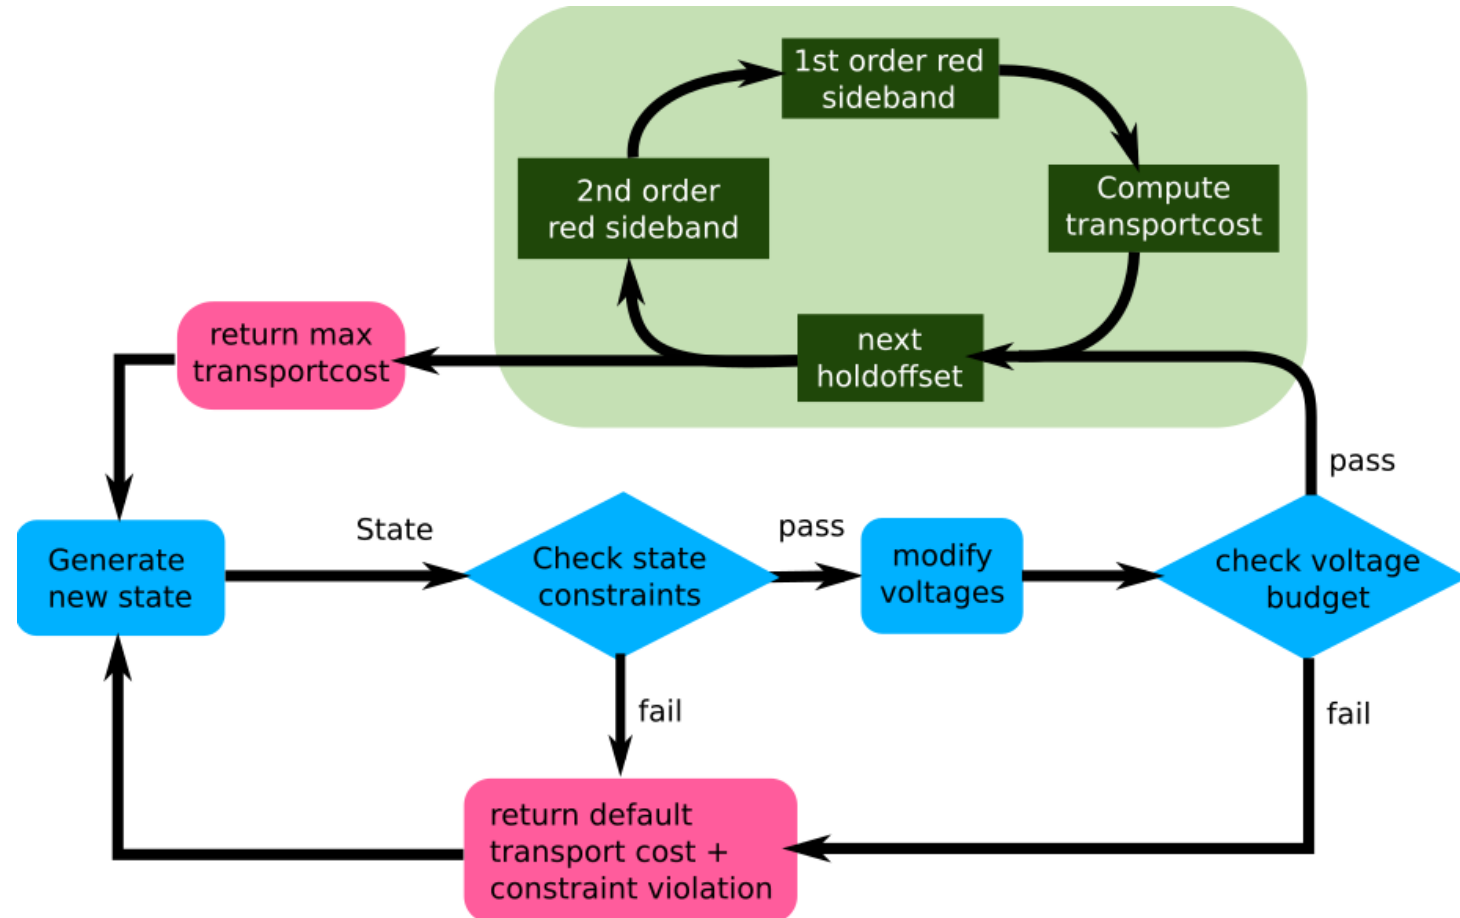 1st order red
sideband
2nd order
red sideband
Compute
transportcost
next
holdoffset
return max
transportcost
pass
Generate
new state
State
Check state
constraints
pass
modify
voltages
check voltage
budget
fail
fail
return default
transport cost +
constraint violation